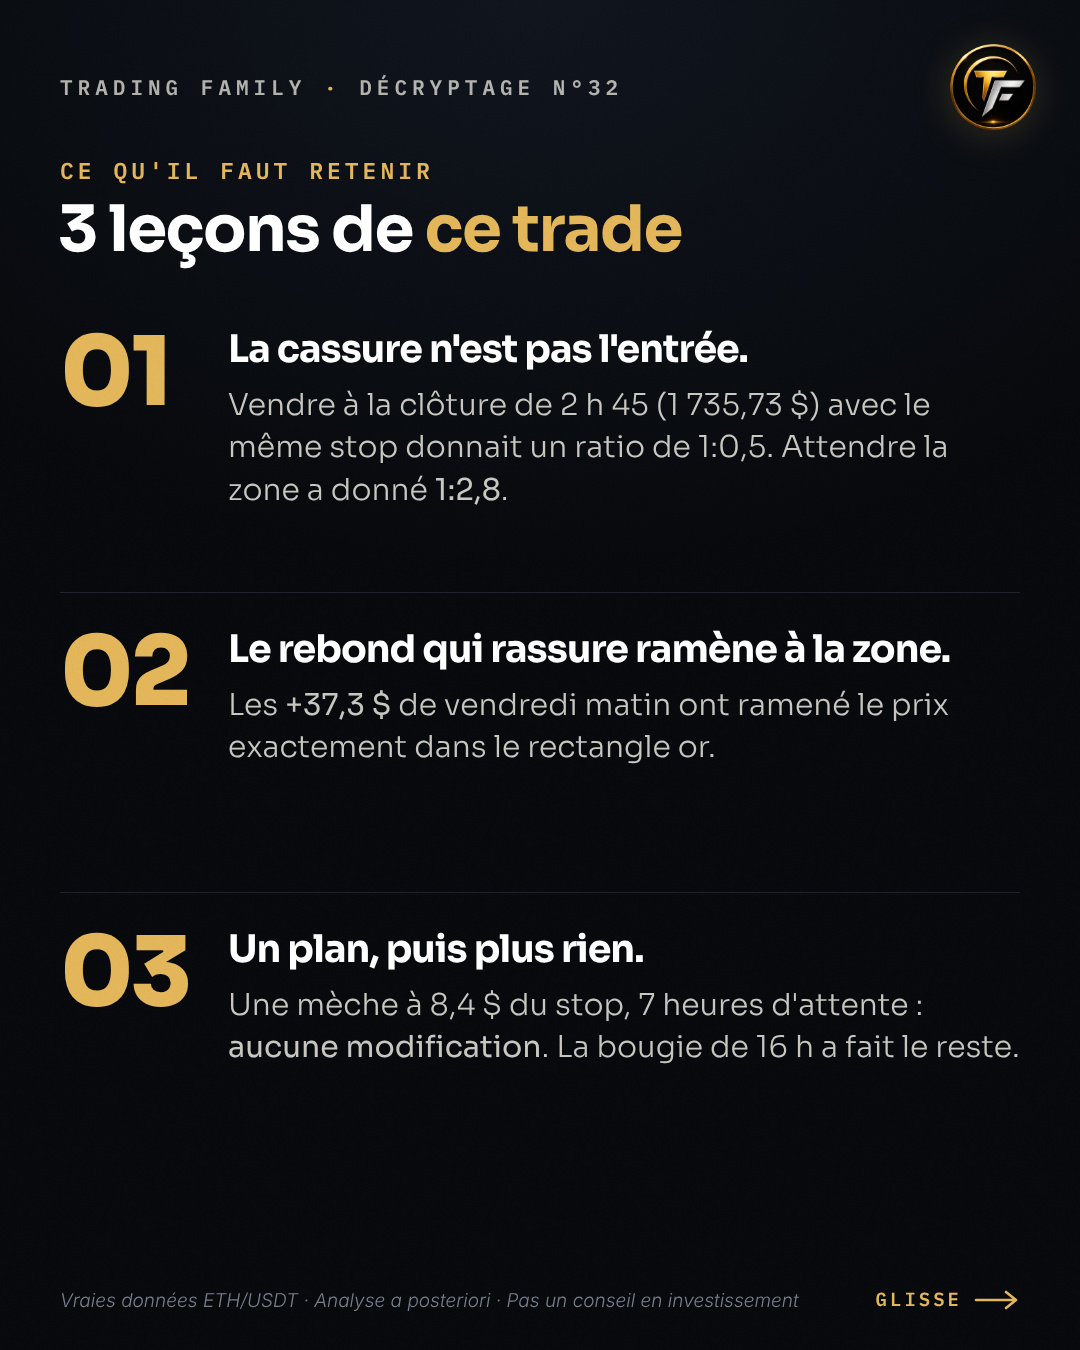 TRADING FAMILY · DÉCRYPTAGE N°32
TF
CE QU'IL FAUT RETENIR
3 leçons de ce trade
01
La cassure n'est pas l'entrée.
Vendre à la clôture de 2 h 45 (1 735,73 $) avec le
même stop donnait un ratio de 1:0,5. Attendre la
zone a donné 1:2,8.
02
Le rebond qui rassure ramène à la zone.
Les +37,3 $ de vendredi matin ont ramené le prix
exactement dans le rectangle or.
03
Un plan, puis plus rien.
Une mèche à 8,4 $ du stop, 7 heures d'attente :
aucune modification. La bougie de 16 h a fait le reste.
Vraies données ETH/USDT · Analyse a posteriori · Pas un conseil en investissement
GLISSE →